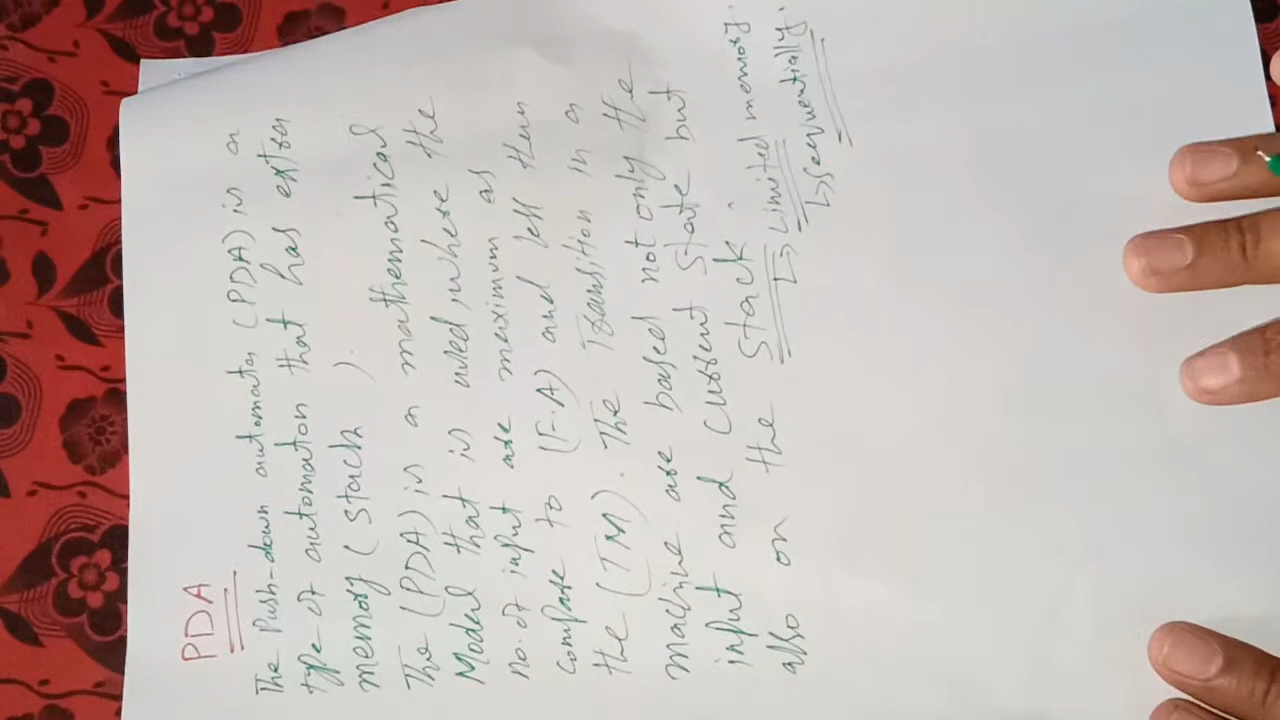 PDA
The Push-down automata (PDA) is a
type of automaton that has extra
memory (stack).
The (PDA) is a mathematical
Model that is used, where the
no. of input are maximum as
compare to (F.A) and less then
the (TM). The Transition in a
machine are based not only the
input and current state but
also on the stack.
↳ Limited memory.
↳ Sequentially.